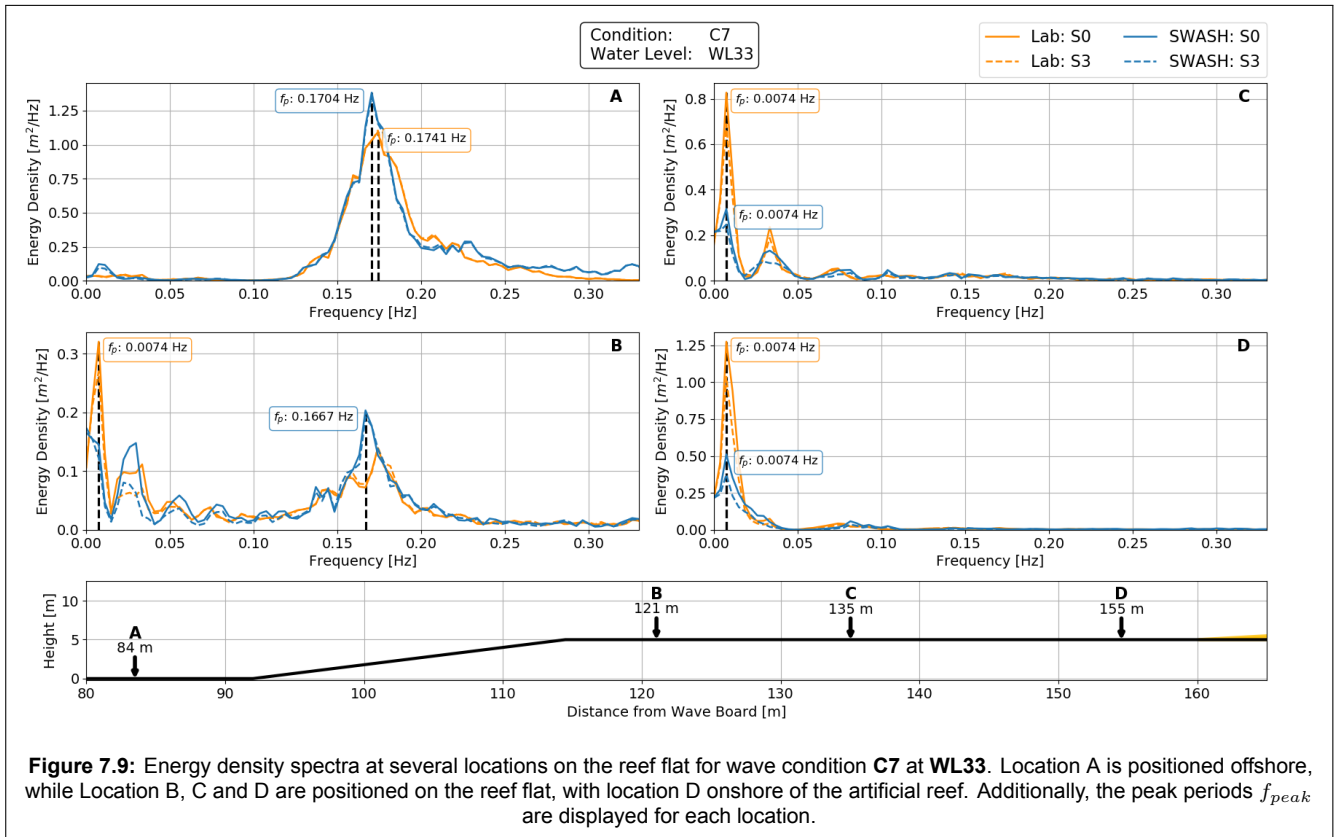 Condition: C7
Water Level: WL33
Lab: S0
Lab: S3
SWASH: S0
SWASH: S3
A
f_p: 0.1704 Hz
f_p: 0.1741 Hz
Energy Density [m²/Hz]
1.25
1.00
0.75
0.50
0.25
0.00
0.00 0.05 0.10 0.15 0.20 0.25 0.30
Frequency [Hz]
C
f_p: 0.0074 Hz
f_p: 0.0074 Hz
Energy Density [m²/Hz]
0.8
0.6
0.4
0.2
0.0
0.00 0.05 0.10 0.15 0.20 0.25 0.30
Frequency [Hz]
B
f_p: 0.0074 Hz
f_p: 0.1667 Hz
Energy Density [m²/Hz]
0.3
0.2
0.1
0.0
0.00 0.05 0.10 0.15 0.20 0.25 0.30
Frequency [Hz]
D
f_p: 0.0074 Hz
f_p: 0.0074 Hz
Energy Density [m²/Hz]
1.25
1.00
0.75
0.50
0.25
0.00
0.00 0.05 0.10 0.15 0.20 0.25 0.30
Frequency [Hz]
Height [m]
10
5
0
A
84 m
B
121 m
C
135 m
D
155 m
80 90 100 110 120 130 140 150 160
Distance from Wave Board [m]
Figure 7.9: Energy density spectra at several locations on the reef flat for wave condition C7 at WL33. Location A is positioned offshore,
while Location B, C and D are positioned on the reef flat, with location D onshore of the artificial reef. Additionally, the peak periods f_peak
are displayed for each location.